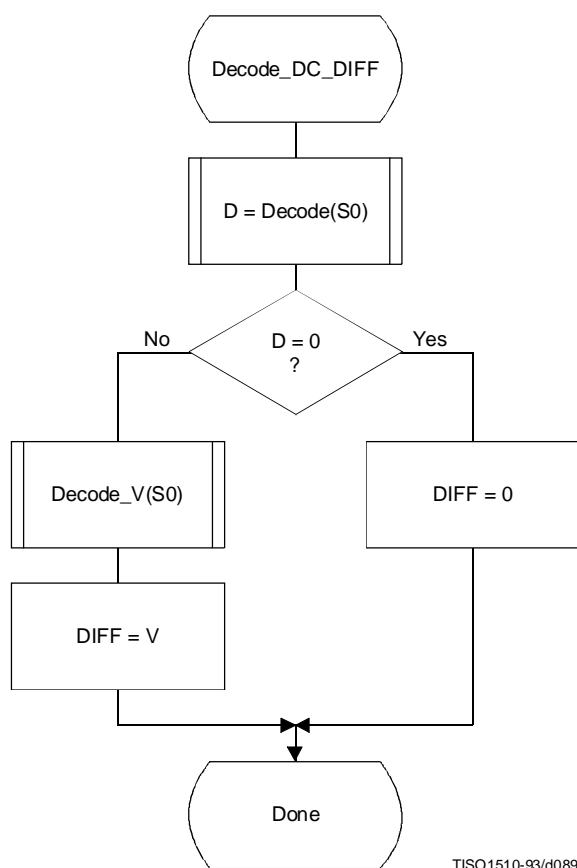 Decode_DC_DIFF
D = Decode(S0)
D = 0
?
No
Yes
Decode_V(S0)
DIFF = 0
DIFF = V
Done
TISO1510-93/d089